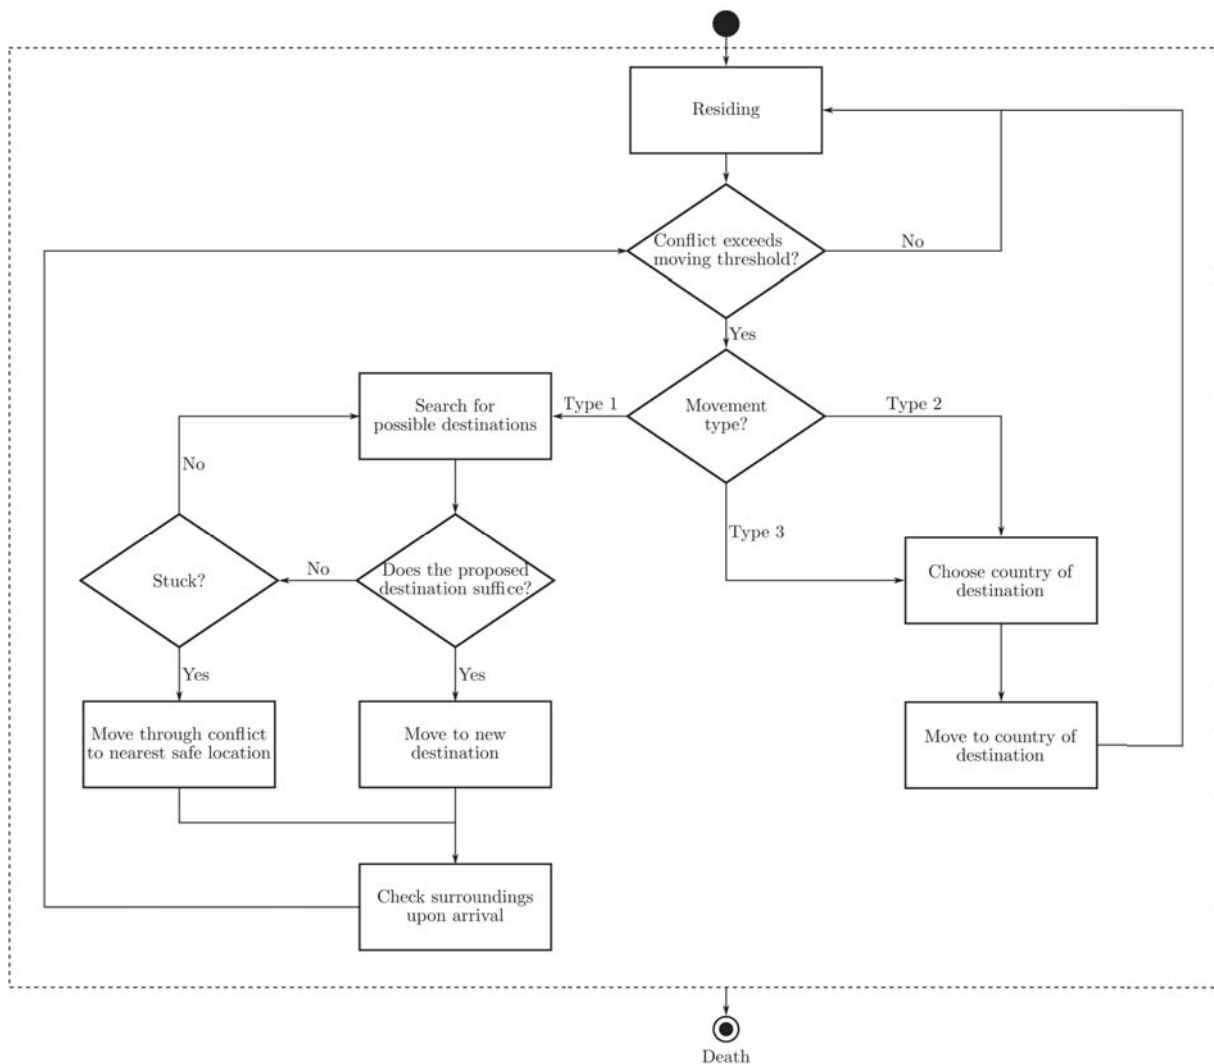 Residing
Conflict exceeds
moving threshold?
No
Yes
Search for
possible destinations
Type 1
Movement
type?
Type 2
No
Type 3
Stuck?
No
Does the proposed
destination suffice?
Choose country of
destination
Yes
Yes
Move through conflict
to nearest safe location
Move to new
destination
Move to country of
destination
Check surroundings
upon arrival
Death